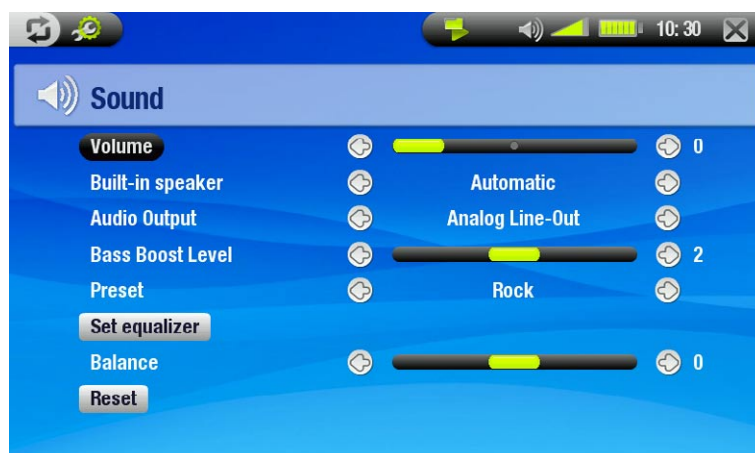 10:30
Sound
Volume 0
Built-in speaker Automatic
Audio Output Analog Line-Out
Bass Boost Level 2
Preset Rock
Set equalizer
Balance 0
Reset